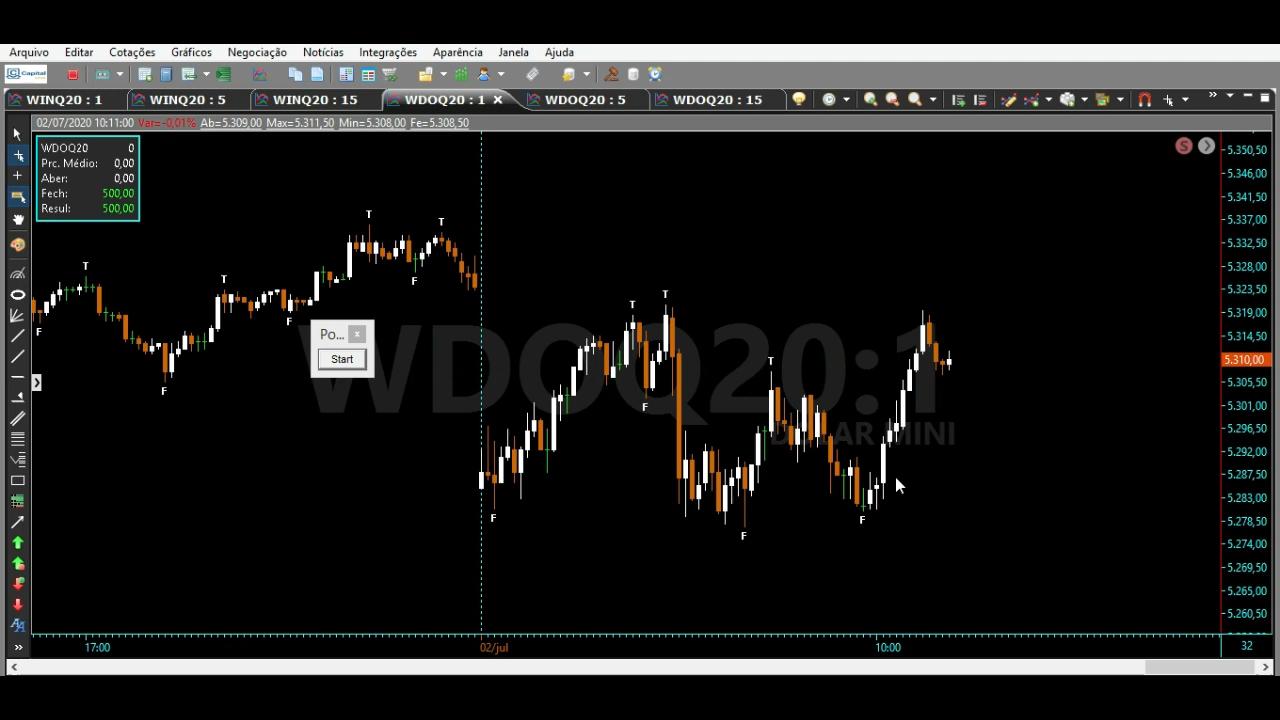 Arquivo Editar Cotações Gráficos Negociação Notícias Integrações Aparência Janela Ajuda
Capital
WINQ20 : 1 WINQ20 : 5 WINQ20 : 15 WDOQ20 : 1 x WDOQ20 : 5 WDOQ20 : 15
02/07/2020 10:11:00 Var=-0,01% Ab=5.309,00 Max=5.311,50 Min=5.308,00 Fe=5.308,50
WDOQ20 0
Prc. Médio: 0,00
Aber: 0,00
Fech: 500,00
Resul: 500,00
S
5.350,50
5.346,00
5.341,50
5.337,00
5.332,50
5.328,00
5.323,50
5.319,00
5.314,50
5.310,00
5.305,50
5.301,00
5.296,50
5.292,00
5.287,50
5.283,00
5.278,50
5.274,00
5.269,50
5.265,00
5.260,50
T T T T T T T
F F F F F F F
Po... x
Start
WDOQ20:1
DOLAR MINI
17:00 02/jul 10:00 32